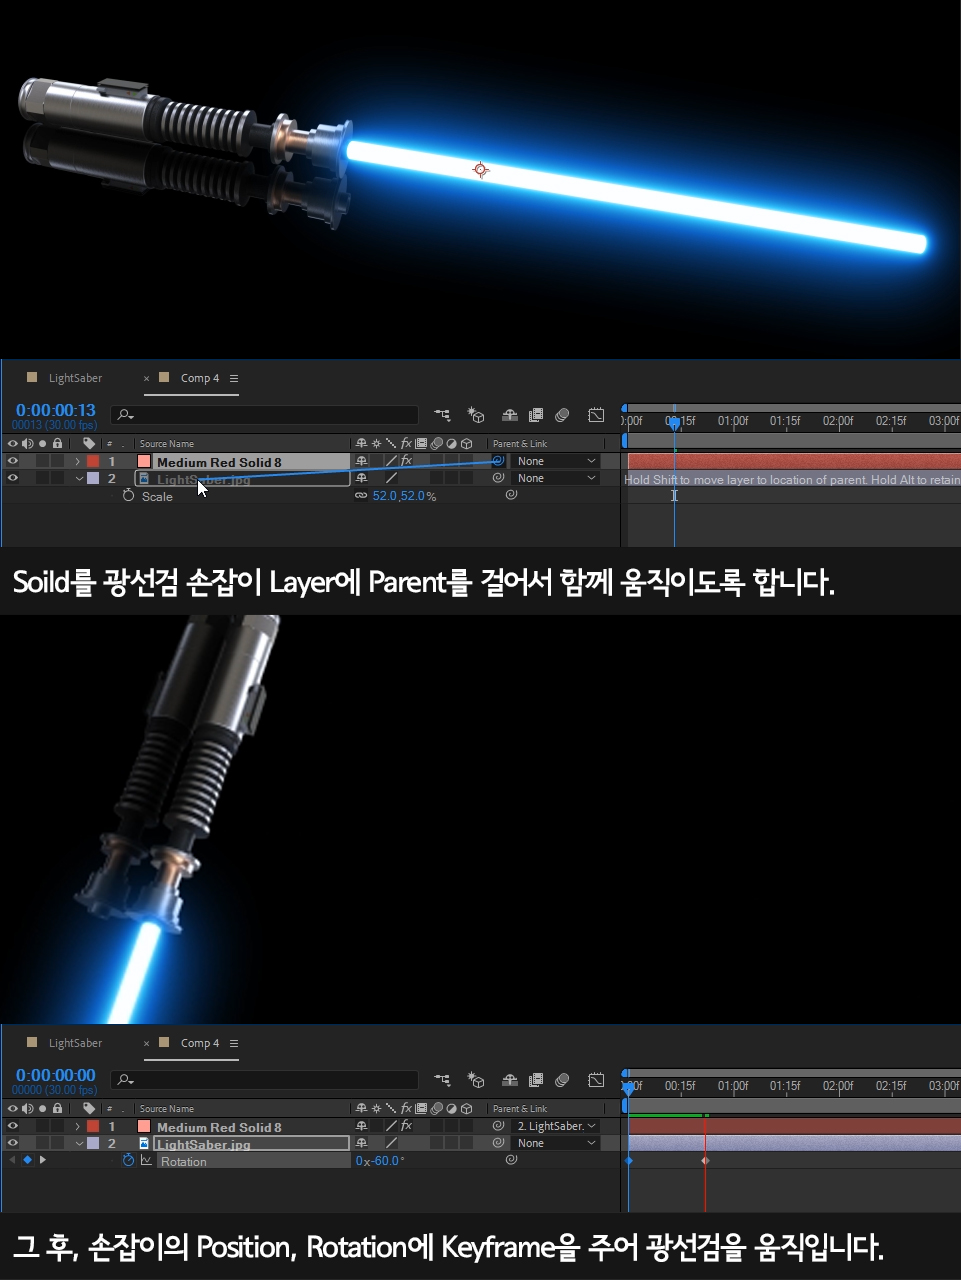 LightSaber × Comp 4
0:00:00:13
00013 (30.00 fps)
:00f 00:15f 01:00f 01:15f 02:00f 02:15f 03:00f
# . Source Name fx Parent & Link
1 Medium Red Solid 8 fx None
2 LightSaber.jpg None
Hold Shift to move layer to location of parent. Hold Alt to retain
Scale 52.0,52.0%
Soild를 광선검 손잡이 Layer에 Parent를 걸어서 함께 움직이도록 합니다.
LightSaber × Comp 4
0:00:00:00
00000 (30.00 fps)
:00f 00:15f 01:00f 01:15f 02:00f 02:15f 03:00f
# . Source Name fx Parent & Link
1 Medium Red Solid 8 fx 2. LightSaber.
2 LightSaber.jpg None
Rotation 0x-60.0°
그 후, 손잡이의 Position, Rotation에 Keyframe을 주어 광선검을 움직입니다.